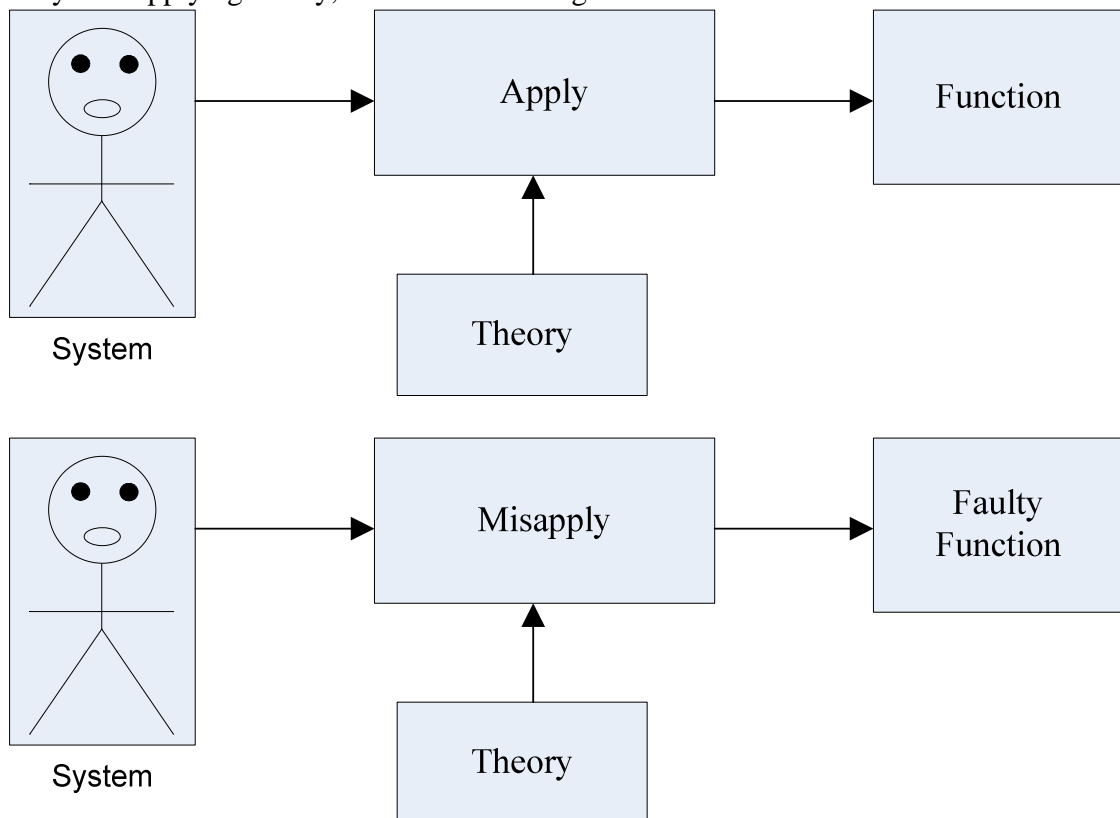 Apply
Function
Theory
System
Misapply
Faulty
Function
Theory
System